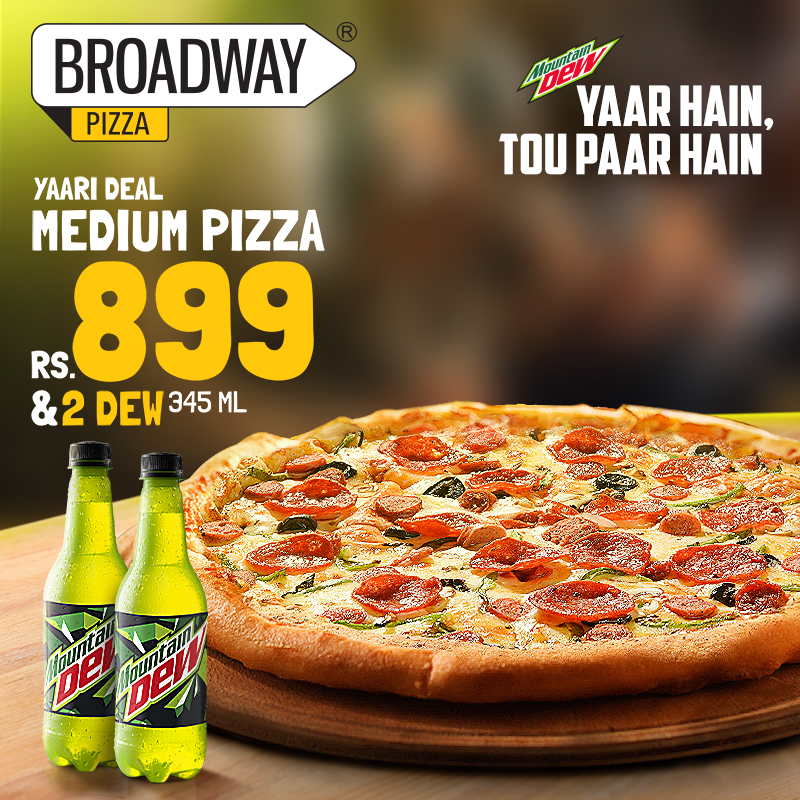 BROADWAY®
PIZZA
Mountain
DEW
YAAR HAIN,
TOU PAAR HAIN
YAARI DEAL
MEDIUM PIZZA
RS. 899
& 2 DEW 345 ML
Mountain
DEW
Mountain
DEW